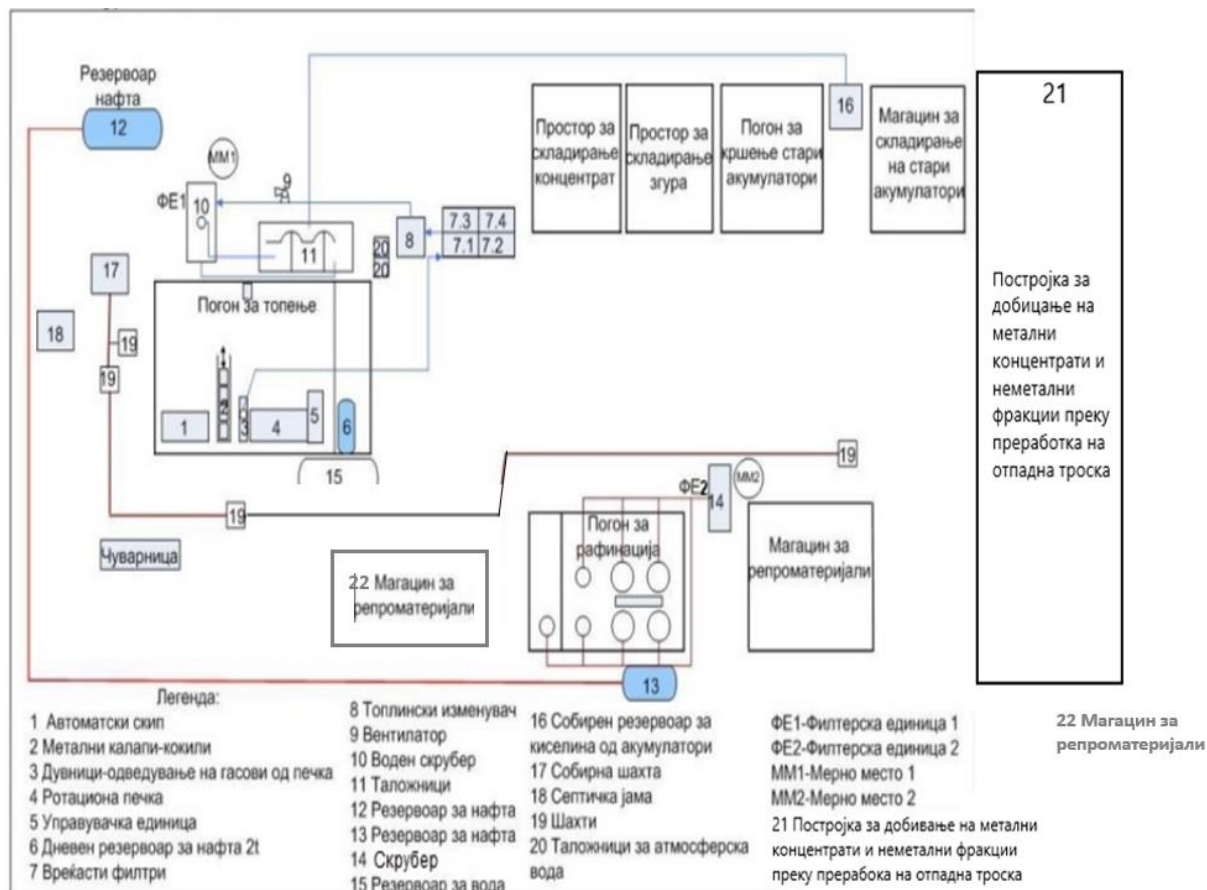 Резервоар
нафта
12
ММ1
ФЕ1
10
9
11
8
7.3 7.4
7.1 7.2
20
20
16
Простор за
складирање
концентрат
Простор за
складирање
згура
Погон за
кршење стари
акумулатори
Магацин за
складирање
на стари
акумулатори
21
Постројка за
добицање на
метални
концентрати и
неметални
фракции преку
преработка на
отпадна троска
17
18
19
19
Погон за топење
1
2
3
4
5
6
15
19
19
Чуварница
22 Магацин за
репроматеријали
ФЕ2
14
ММ2
Погон за
рафинација
Магацин за
репроматеријали
13
Легенда:
1 Автоматски скип
2 Метални калапи-кокили
3 Дувници-одведување на гасови од печка
4 Ротациона печка
5 Управувачка единица
6 Дневен резервоар за нафта 2t
7 Вреќасти филтри
8 Топлински изменувач
9 Вентилатор
10 Воден скрубер
11 Таложници
12 Резервоар за нафта
13 Резервоар за нафта
14 Скрубер
15 Резервоар за вода
16 Собирен резервоар за
киселина од акумулатори
17 Собирна шахта
18 Септичка јама
19 Шахти
20 Таложници за атмосферска
вода
ФЕ1-Филтерска единица 1
ФЕ2-Филтерска единица 2
ММ1-Мерно место 1
ММ2-Мерно место 2
21 Постројка за добивање на метални
концентрати и неметални фракции
преку прерабока на отпадна троска
22 Магацин за
репроматеријали